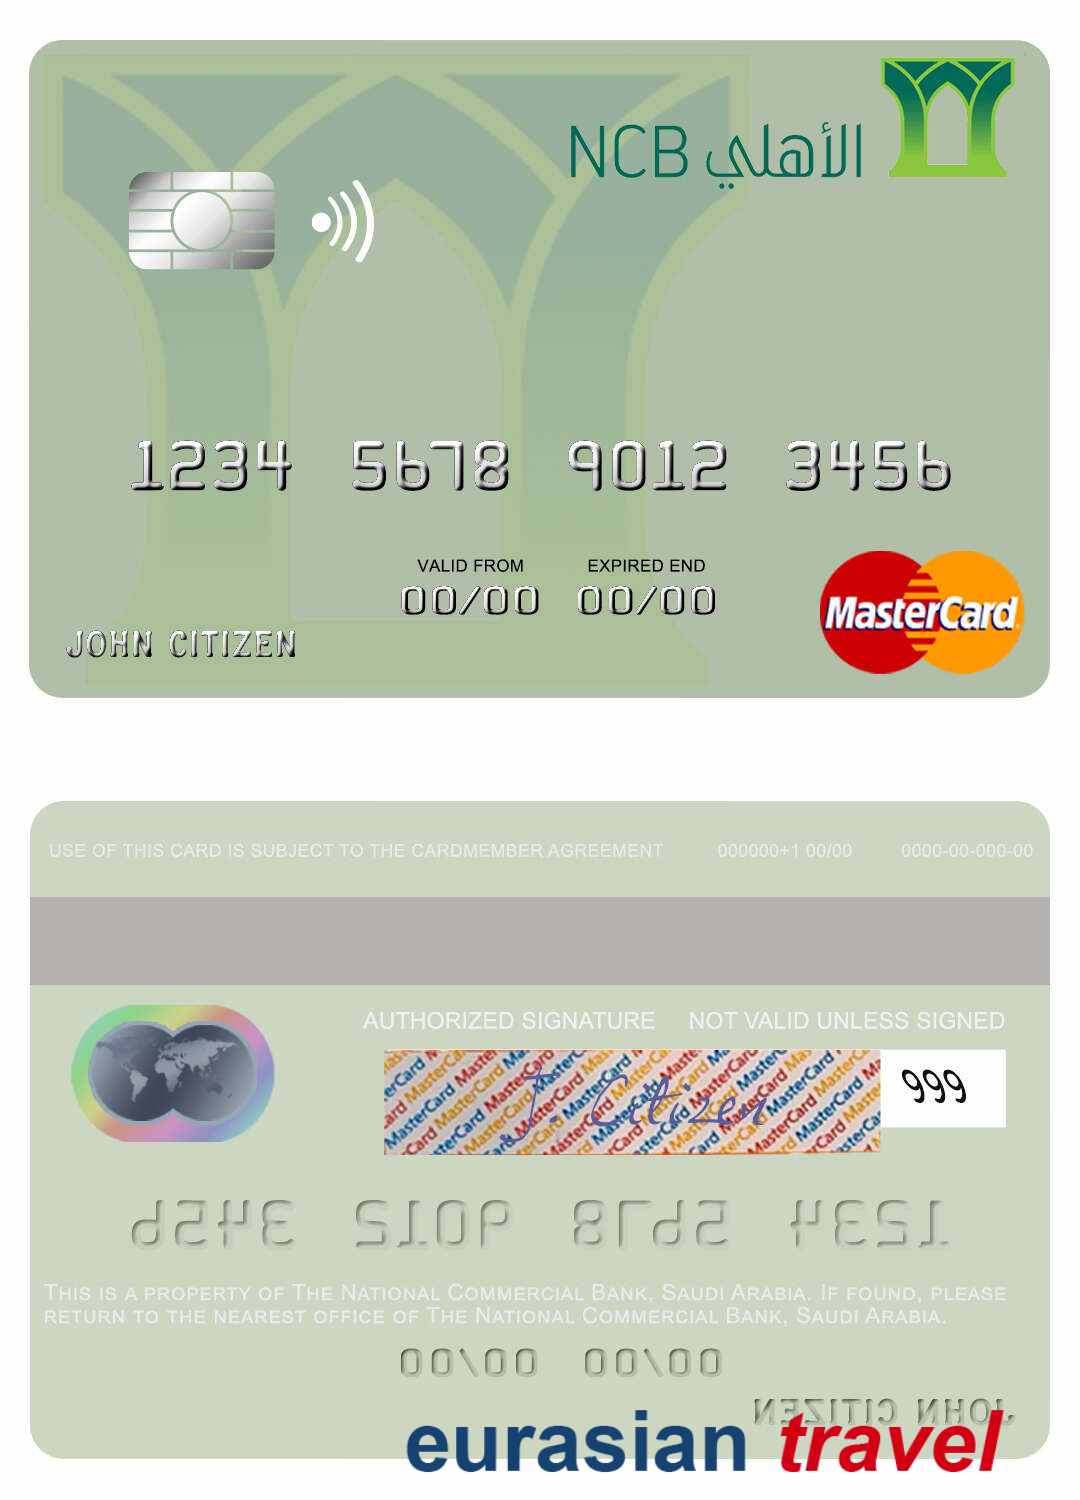 NCB الأهلي
1234 5678 9012 3456
VALID FROM EXPIRED END
00/00 00/00
JOHN CITIZEN
MasterCard
USE OF THIS CARD IS SUBJECT TO THE CARDMEMBER AGREEMENT 000000+1 00/00 0000-00-000-00
AUTHORIZED SIGNATURE NOT VALID UNLESS SIGNED
J. Citizen 999
1234 5678 9012 3456
THIS IS A PROPERTY OF THE NATIONAL COMMERCIAL BANK, SAUDI ARABIA. IF FOUND, PLEASE
RETURN TO THE NEAREST OFFICE OF THE NATIONAL COMMERCIAL BANK, SAUDI ARABIA.
00/00 00/00
JOHN CITIZEN
eurasian travel